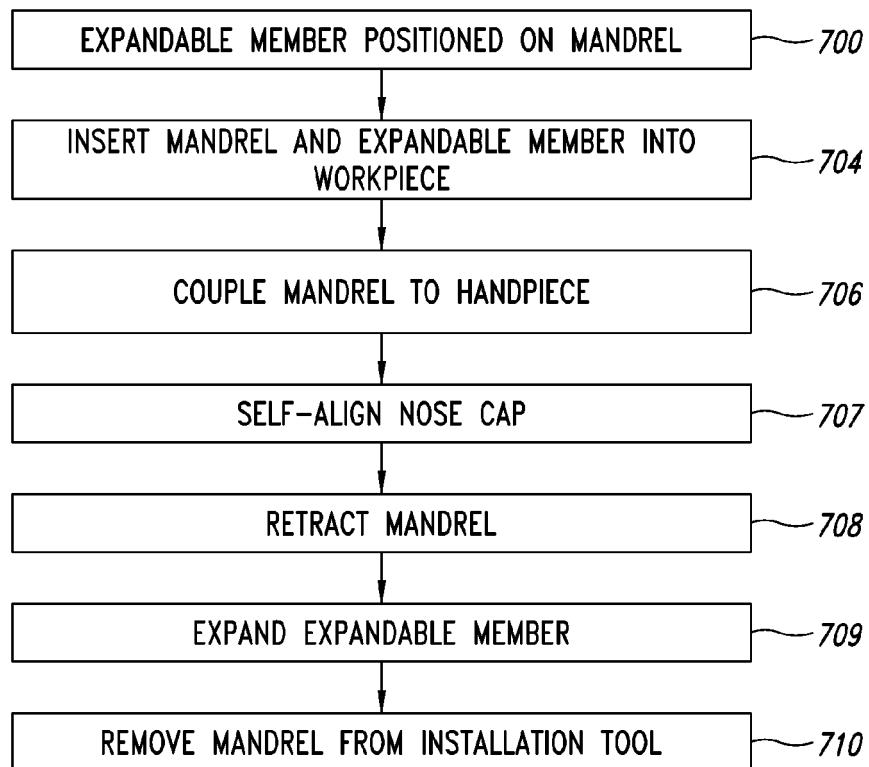 EXPANDABLE MEMBER POSITIONED ON MANDREL 700
INSERT MANDREL AND EXPANDABLE MEMBER INTO
WORKPIECE 704
COUPLE MANDREL TO HANDPIECE 706
SELF-ALIGN NOSE CAP 707
RETRACT MANDREL 708
EXPAND EXPANDABLE MEMBER 709
REMOVE MANDREL FROM INSTALLATION TOOL 710